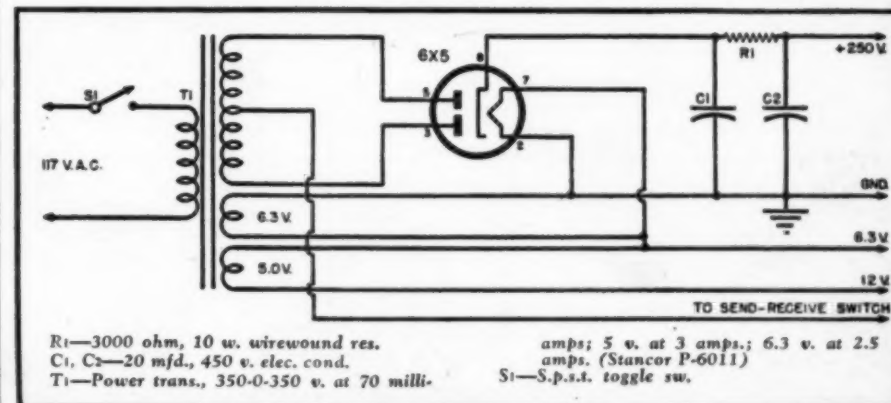 6X5
8
7
5
3
2
S1
T1
117 V.A.C.
R1
+250 V.
C1
C2
GND.
6.3 V.
6.3 V.
5.0 V.
12 V.
TO SEND-RECEIVE SWITCH
R1—3000 ohm, 10 w. wirewound res.
C1, C2—20 mfd., 450 v. elec. cond.
T1—Power trans., 350-0-350 v. at 70 milli-
amps; 5 v. at 3 amps.; 6.3 v. at 2.5
amps. (Stancor P-6011)
S1—S.p.s.t. toggle sw.